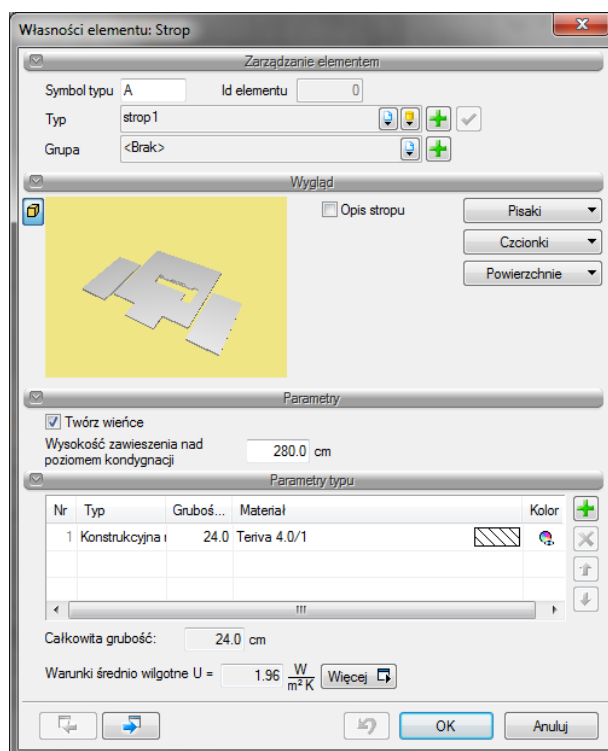 Własności elementu: Strop
Zarządzanie elementem
Symbol typu A Id elementu 0
Typ strop1
Grupa <Brak>
Wygląd
Opis stropu Pisaki
Czcionki
Powierzchnie
Parametry
Twórz wieńce
Wysokość zawieszenia nad
poziomem kondygnacji 280.0 cm
Parametry typu
Nr Typ Gruboś... Materiał Kolor
1 Konstrukcyjna 24.0 Teriva 4.0/1
Całkowita grubość: 24.0 cm
Warunki średnio wilgotne U = 1.96 W/m² K Więcej
OK Anuluj